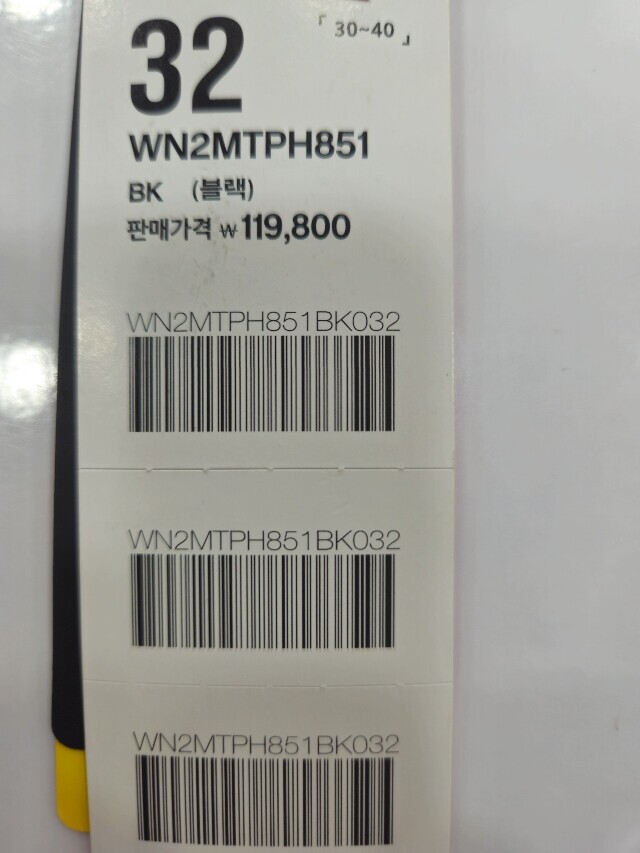 32 「30~40」
WN2MTPH851
BK (블랙)
판매가격 ₩119,800
WN2MTPH851BK032
WN2MTPH851BK032
WN2MTPH851BK032